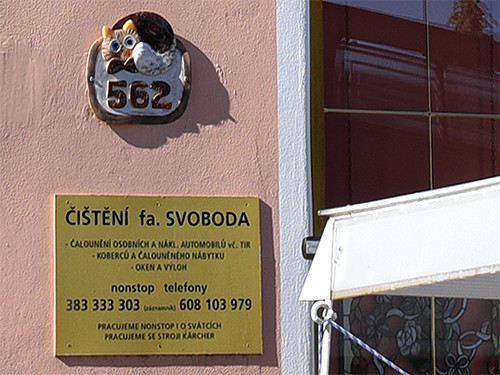 562
ČIŠTĚNÍ fa. SVOBODA
- ČALOUNĚNÍ OSOBNÍCH A NÁKL. AUTOMOBILŮ vč. TIR
- KOBERCŮ A ČALOUNĚNÉHO NÁBYTKU
- OKEN A VÝLOH
nonstop telefony
383 333 303 (záznamník) 608 103 979
PRACUJEME NONSTOP I O SVÁTCÍCH
PRACUJEME SE STROJI KÄRCHER